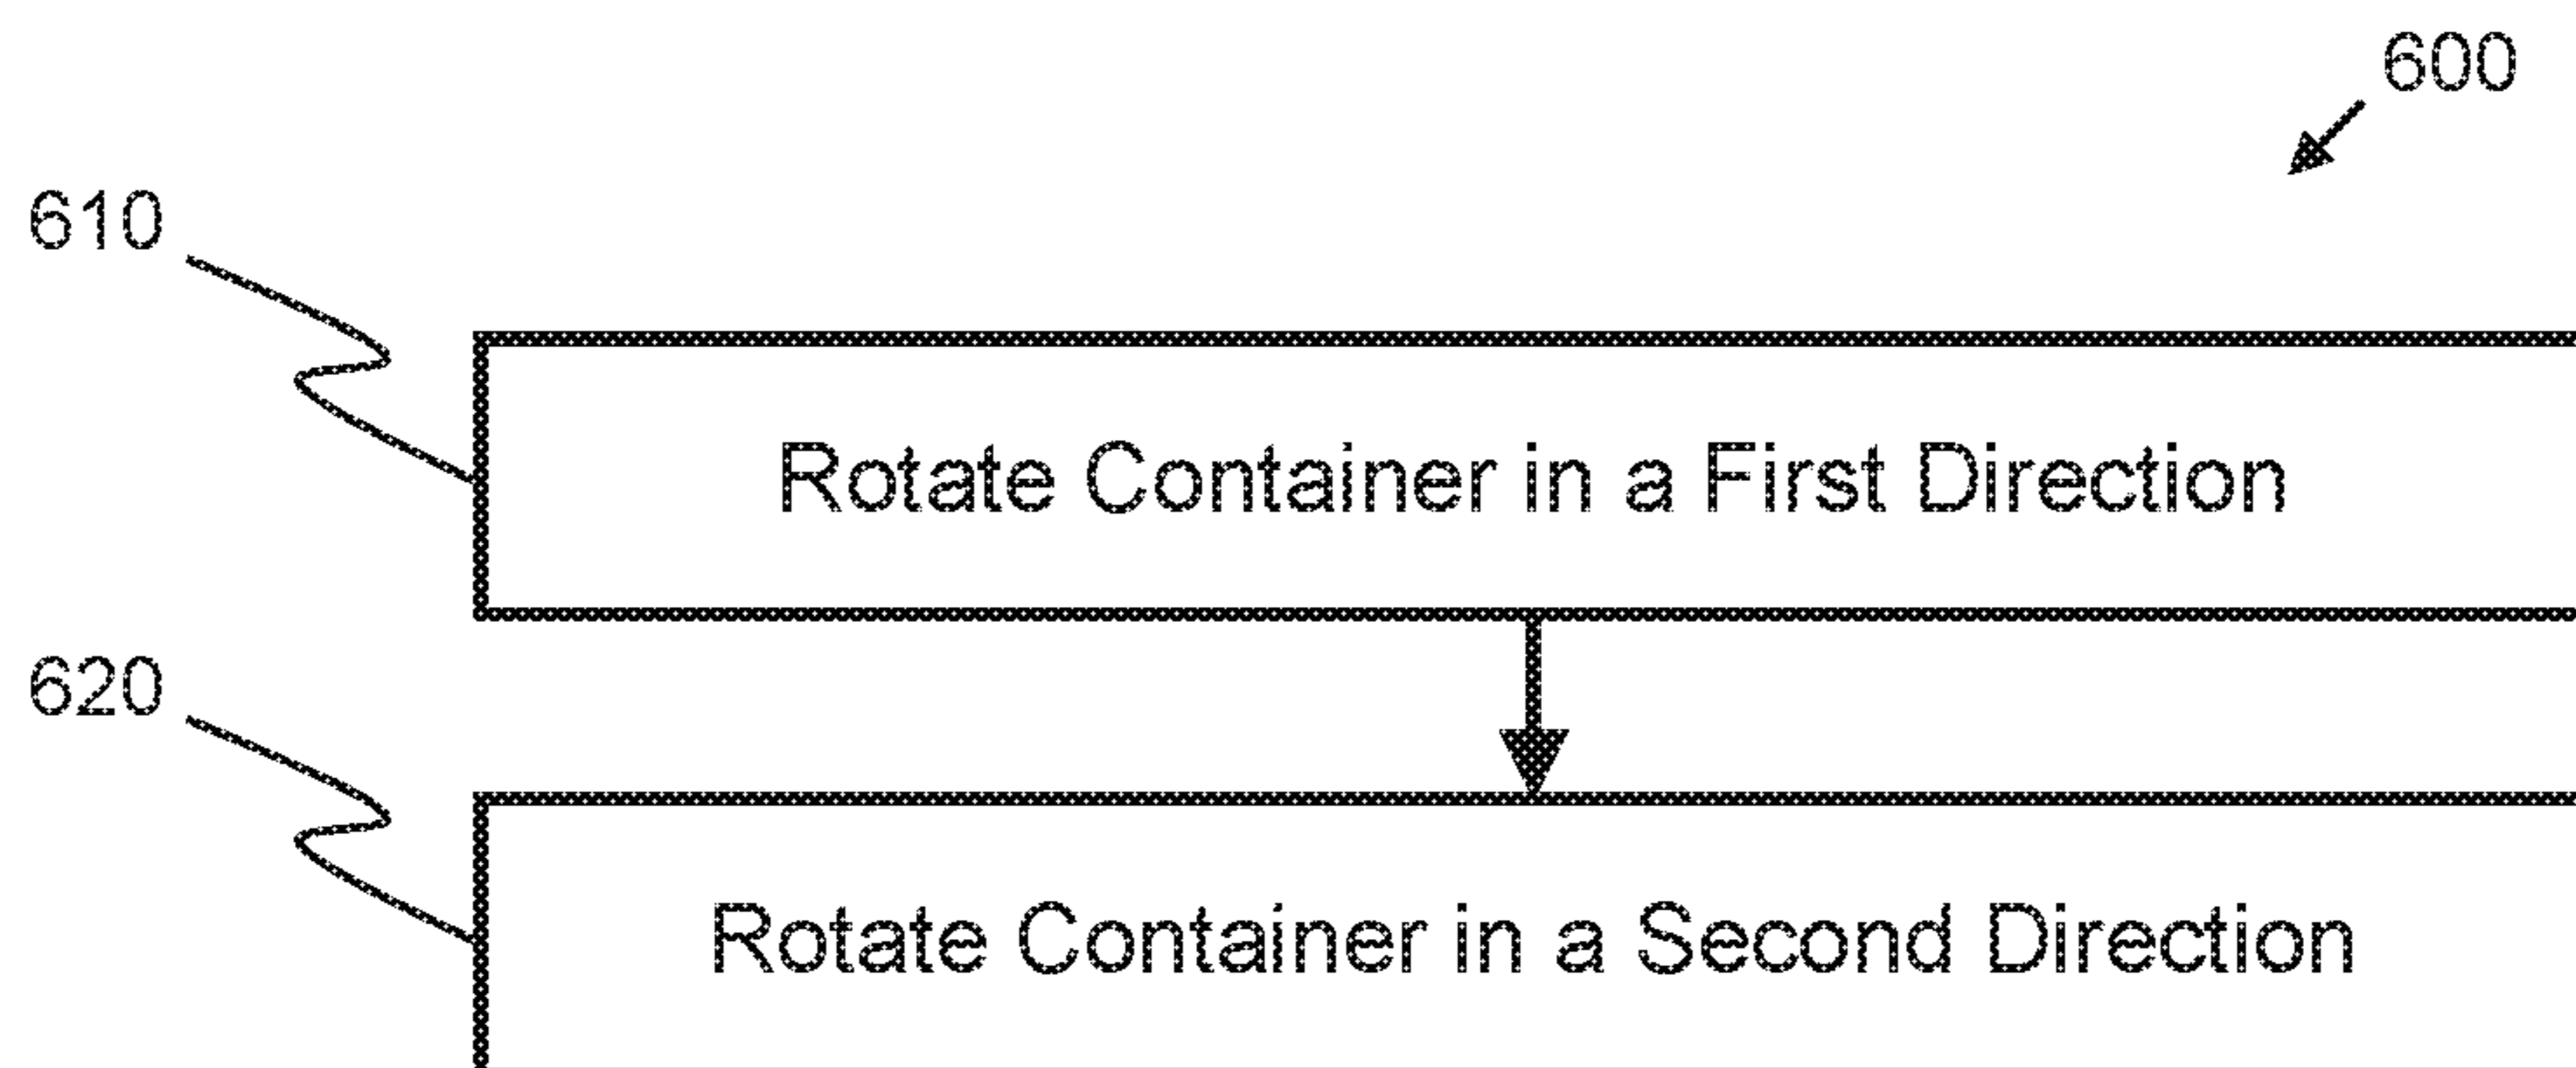 600
610
Rotate Container in a First Direction
620
Rotate Container in a Second Direction